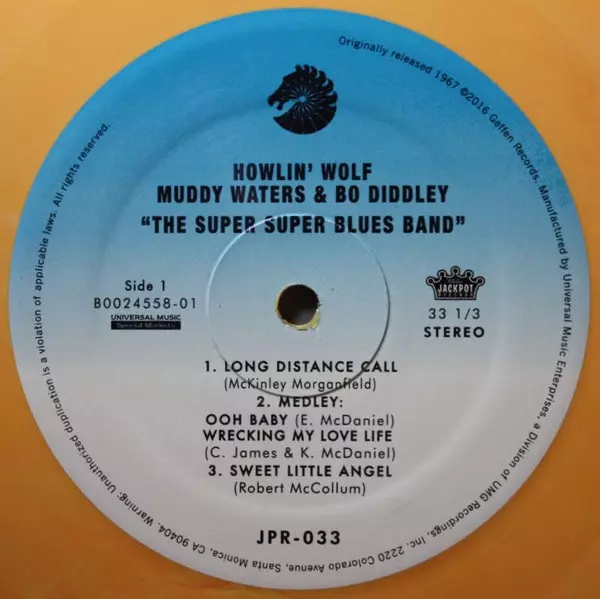 HOWLIN' WOLF
MUDDY WATERS & BO DIDDLEY
"THE SUPER SUPER BLUES BAND"
Side 1
B0024558-01
UNIVERSAL MUSIC
Special Markets
JACKPOT
RECORDS
33 1/3
STEREO
1. LONG DISTANCE CALL
(McKinley Morganfield)
2. MEDLEY:
OOH BABY (E. McDaniel)
WRECKING MY LOVE LIFE
(C. James & K. McDaniel)
3. SWEET LITTLE ANGEL
(Robert McCollum)
JPR-033
Originally released 1967 ©2016 Geffen Records. Manufactured by Universal Music Enterprises, a Division of UMG Recordings, Inc. 2220 Colorado Avenue, Santa Monica, CA 90404. Warning: Unauthorized duplication is a violation of applicable laws. All rights reserved.